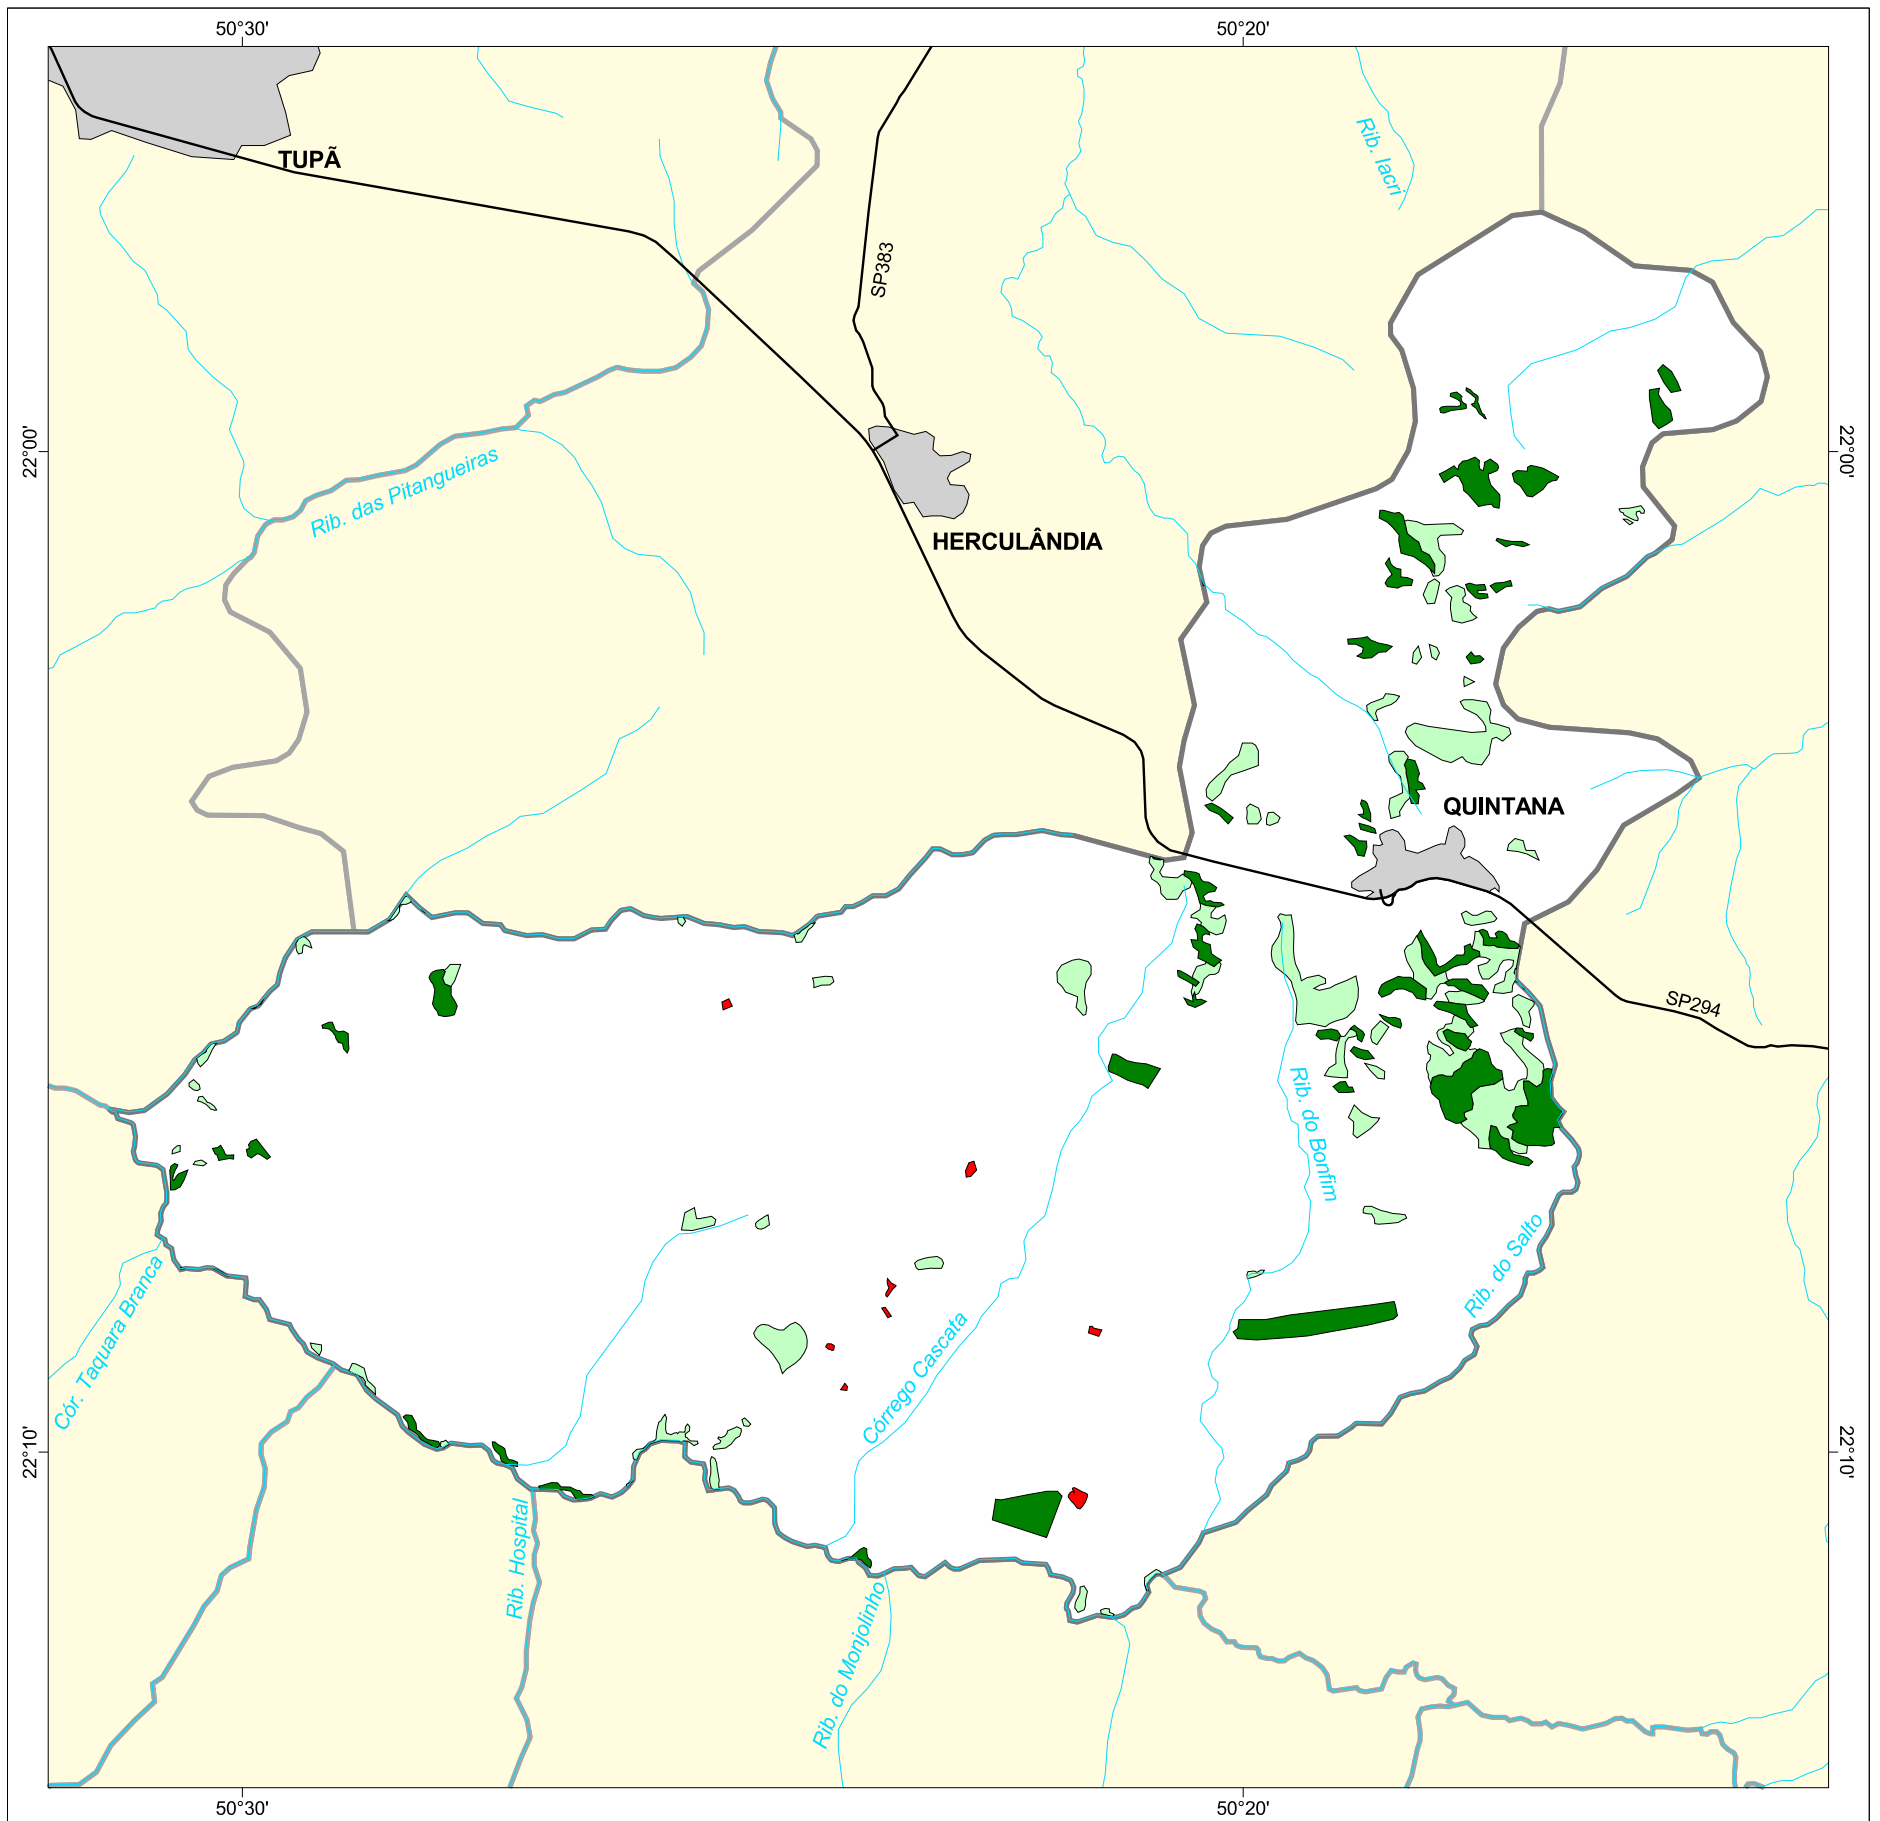 50°30'
50°20'
TUPÃ
Rib. Iacri
SP383
22°00'
22°00'
Rib. das Pitangueiras
HERCULÂNDIA
QUINTANA
SP294
Rib. do Bonfim
Rib. do Salto
Cór. Taquara Branca
Córrego Cascata
22°10'
22°10'
Rib. Hospital
Rib. do Monjolinho
50°30'
50°20'